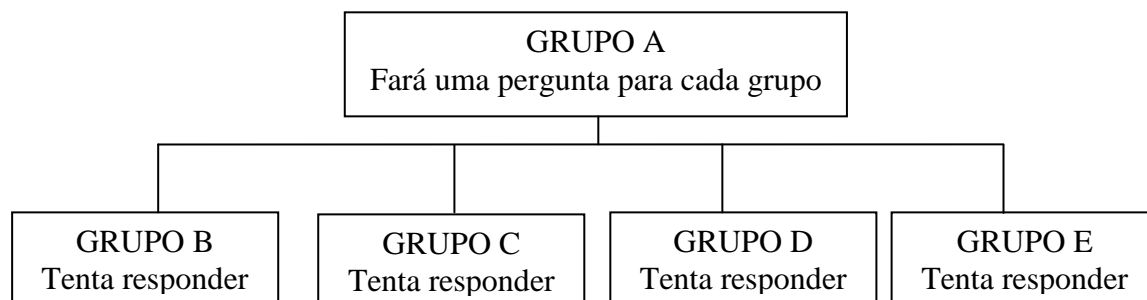 GRUPO A
Fará uma pergunta para cada grupo
GRUPO B
Tenta responder
GRUPO C
Tenta responder
GRUPO D
Tenta responder
GRUPO E
Tenta responder